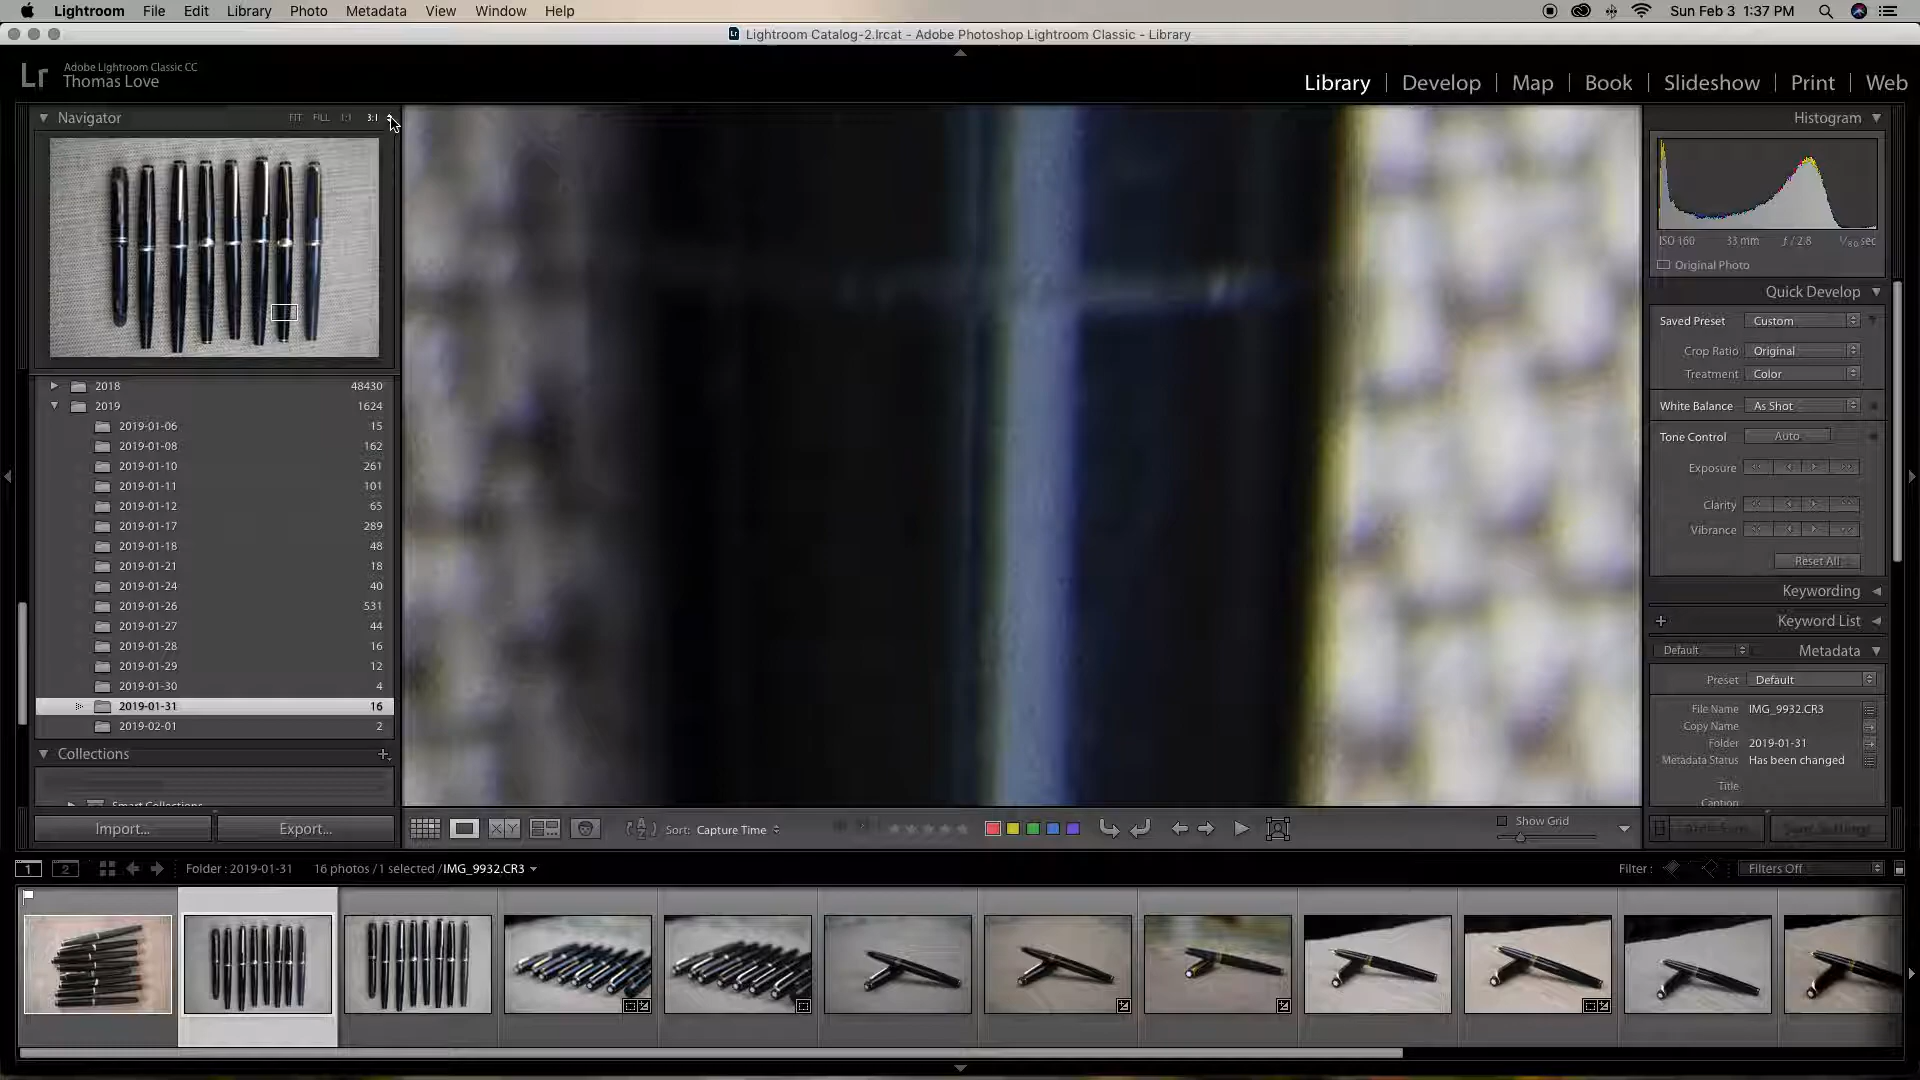 Lightroom File Edit Library Photo Metadata View Window Help Sun Feb 3 1:37 PM
Lightroom Catalog-2.lrcat - Adobe Photoshop Lightroom Classic - Library
Lr Adobe Lightroom Classic CC
Thomas Love
Library Develop Map Book Slideshow Print Web
Navigator FIT FILL 1:1 3:1
Histogram
ISO 160 33 mm ƒ / 2.8 1/80 sec
Original Photo
Quick Develop
Saved Preset Custom
Crop Ratio Original
Treatment Color
White Balance As Shot
Tone Control Auto
Exposure
Clarity
Vibrance
Reset All
Keywording
Keyword List
Default Metadata
Preset Default
File Name IMG_9932.CR3
Copy Name
Folder 2019-01-31
Metadata Status Has been changed
Title
Caption
2018 48430
2019 1624
2019-01-06 15
2019-01-08 162
2019-01-10 261
2019-01-11 101
2019-01-12 65
2019-01-17 289
2019-01-18 48
2019-01-21 18
2019-01-24 40
2019-01-26 531
2019-01-27 44
2019-01-28 16
2019-01-29 12
2019-01-30 4
2019-01-31 16
2019-02-01 2
Collections
Smart Collections
Import... Export...
Sort: Capture Time
Show Grid
1 2 Folder : 2019-01-31 16 photos / 1 selected / IMG_9932.CR3
Filter : Filters Off